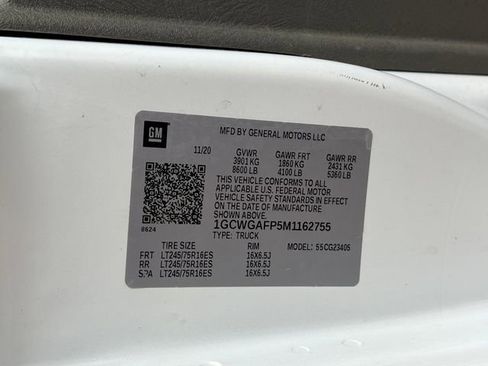 GM
MFD BY GENERAL MOTORS LLC
11/20 GVWR GAWR FRT GAWR RR
3901 KG 1860 KG 2431 KG
8600 LB 4100 LB 5360 LB
THIS VEHICLE CONFORMS TO ALL
APPLICABLE U.S. FEDERAL MOTOR
VEHICLE SAFETY STANDARDS IN EFFECT
ON THE DATE OF MANUFACTURE
SHOWN ABOVE.
1GCWGAFP5M1162755
8624 TYPE: TRUCK
TIRE SIZE RIM MODEL: 55CG23405
FRT LT245/75R16ES 16X6.5J
RR LT245/75R16ES 16X6.5J
SPA LT245/75R16ES 16X6.5J